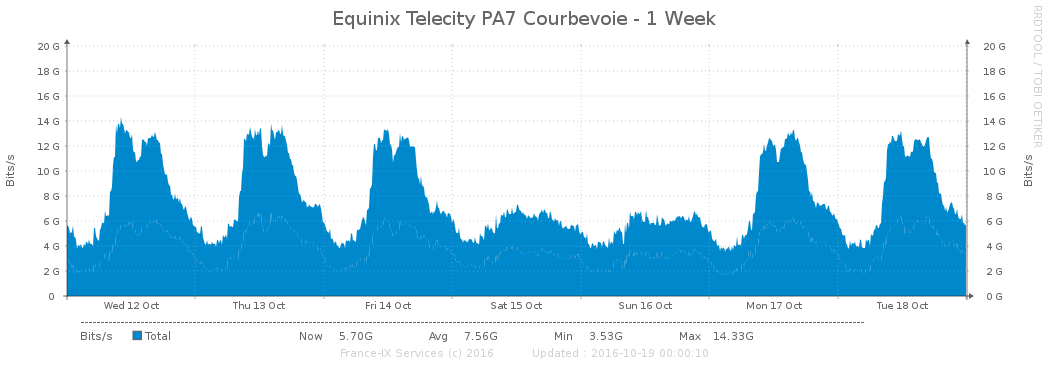 Equinix Telecity PA7 Courbevoie - 1 Week
RRDTOOL / TOBI OETIKER
Bits/s
20 G 20 G
18 G 18 G
16 G 16 G
14 G 14 G
12 G 12 G
10 G 10 G
8 G 8 G
6 G 6 G
4 G 4 G
2 G 2 G
0 0 G
Bits/s
Wed 12 Oct Thu 13 Oct Fri 14 Oct Sat 15 Oct Sun 16 Oct Mon 17 Oct Tue 18 Oct
Bits/s Total Now 5.70G Avg 7.56G Min 3.53G Max 14.33G
France-IX Services (c) 2016 Updated : 2016-10-19 00:00:10